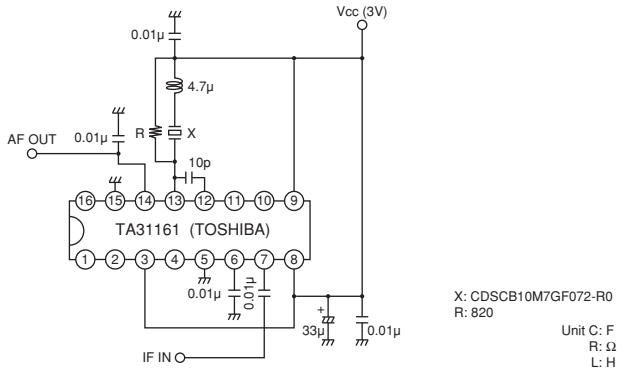 Vcc (3V)
0.01μ
4.7μ
AF OUT
0.01μ
R
X
10p
16 15 14 13 12 11 10 9
TA31161 (TOSHIBA)
1 2 3 4 5 6 7 8
0.01μ
0.01μ
+
33μ
0.01μ
IF IN
X: CDSCB10M7GF072-R0
R: 820
Unit C: F
R: Ω
L: H